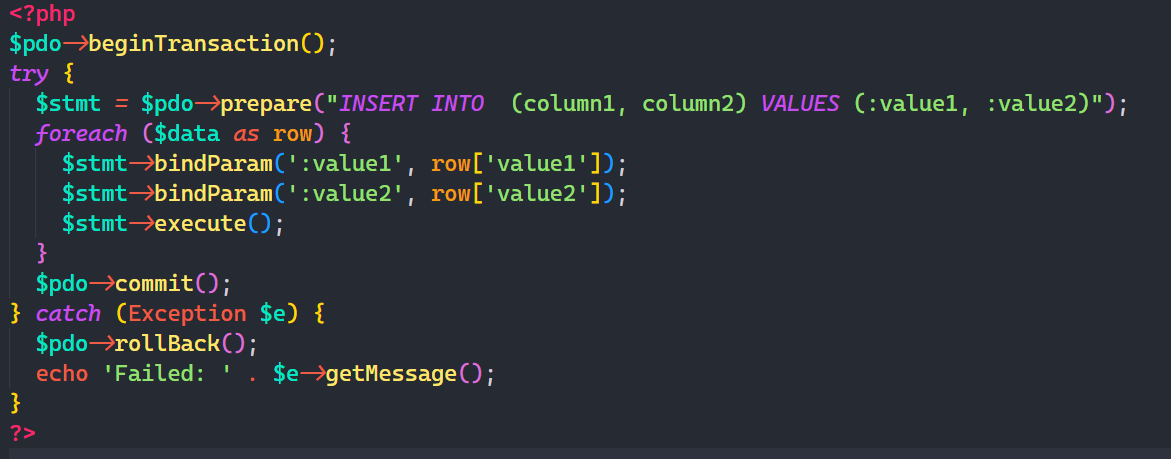 <?php
$pdo->beginTransaction();
try {
  $stmt = $pdo->prepare("INSERT INTO  (column1, column2) VALUES (:value1, :value2)");
  foreach ($data as row) {
    $stmt->bindParam(':value1', row['value1']);
    $stmt->bindParam(':value2', row['value2']);
    $stmt->execute();
  }
  $pdo->commit();
} catch (Exception $e) {
  $pdo->rollBack();
  echo 'Failed: ' . $e->getMessage();
}
?>